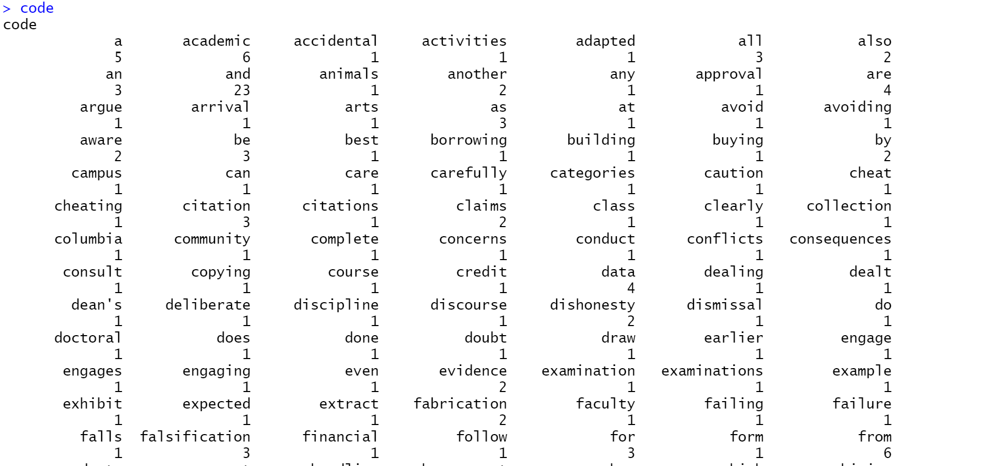 > code
code
a academic accidental activities adapted all also
5 6 1 1 1 3 2
an and animals another any approval are
3 23 1 2 1 1 4
argue arrival arts as at avoid avoiding
1 1 1 3 1 1 1
aware be best borrowing building buying by
2 3 1 1 1 1 2
campus can care carefully categories caution cheat
1 1 1 1 1 1 1
cheating citation citations claims class clearly collection
1 3 1 2 1 1 1
columbia community complete concerns conduct conflicts consequences
1 1 1 1 1 1 1
consult copying course credit data dealing dealt
1 1 1 1 4 1 1
dean's deliberate discipline discourse dishonesty dismissal do
1 1 1 1 2 1 1
doctoral does done doubt draw earlier engage
1 1 1 1 1 1 1
engages engaging even evidence examination examinations example
1 1 1 2 1 1 1
exhibit expected extract fabrication faculty failing failure
1 1 1 2 1 1 1
falls falsification financial follow for form from
1 3 1 1 3 1 6